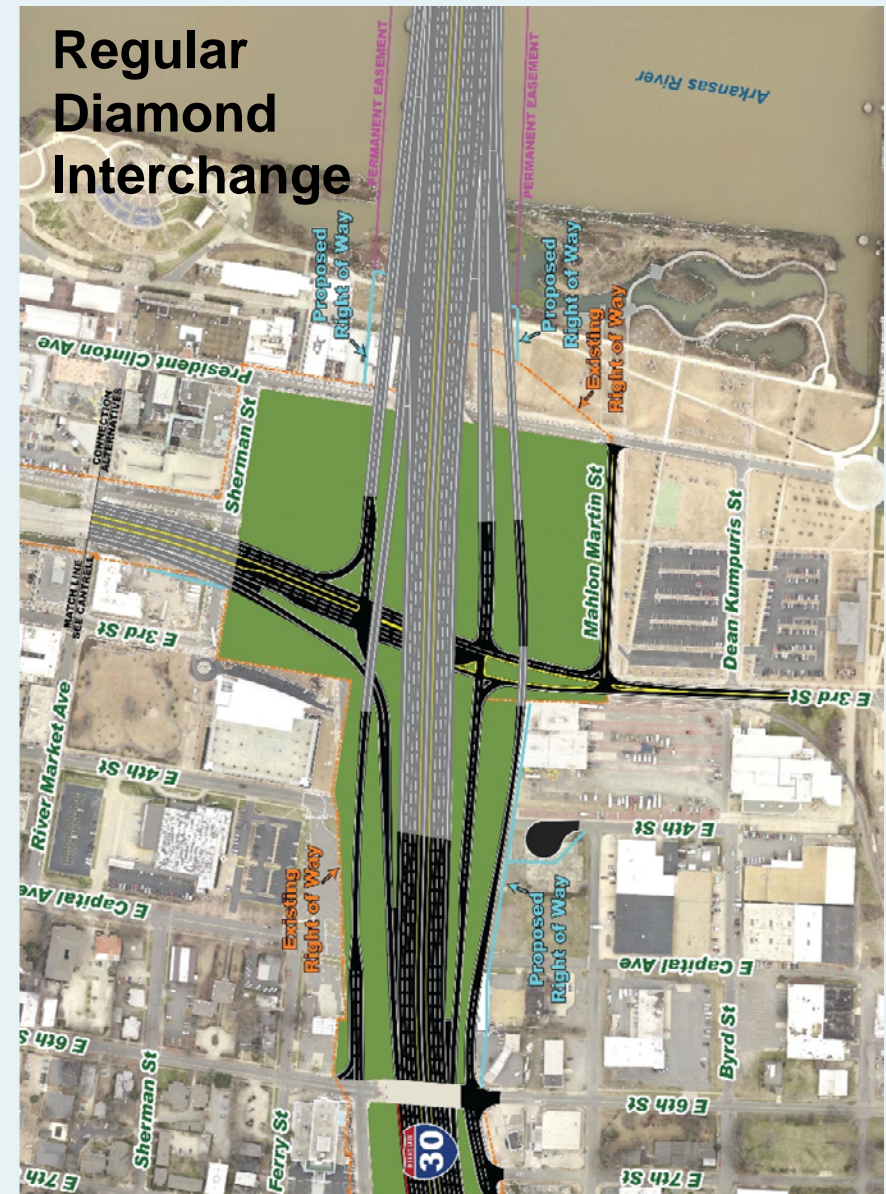 Regular
Diamond
Interchange
PERMANENT EASEMENT
PERMANENT EASEMENT
Arkansas River
Proposed
Right of Way
Proposed
Right of Way
Existing
Right of Way
President Clinton Ave
CONNECTION
ALTERNATIVES
Sherman St
MATCH LINE
SEE CANTRELL
E 3rd St
Mahlon Martin St
Dean Kumpuris St
E 3rd St
River Market Ave
E 4th St
E 4th St
Existing
Right of Way
Proposed
Right of Way
E Capital Ave
E Capital Ave
E 6th S
Sherman St
Byrd St
E 6th St
Ferry St
INTERSTATE
30
E 7th
E 7th St